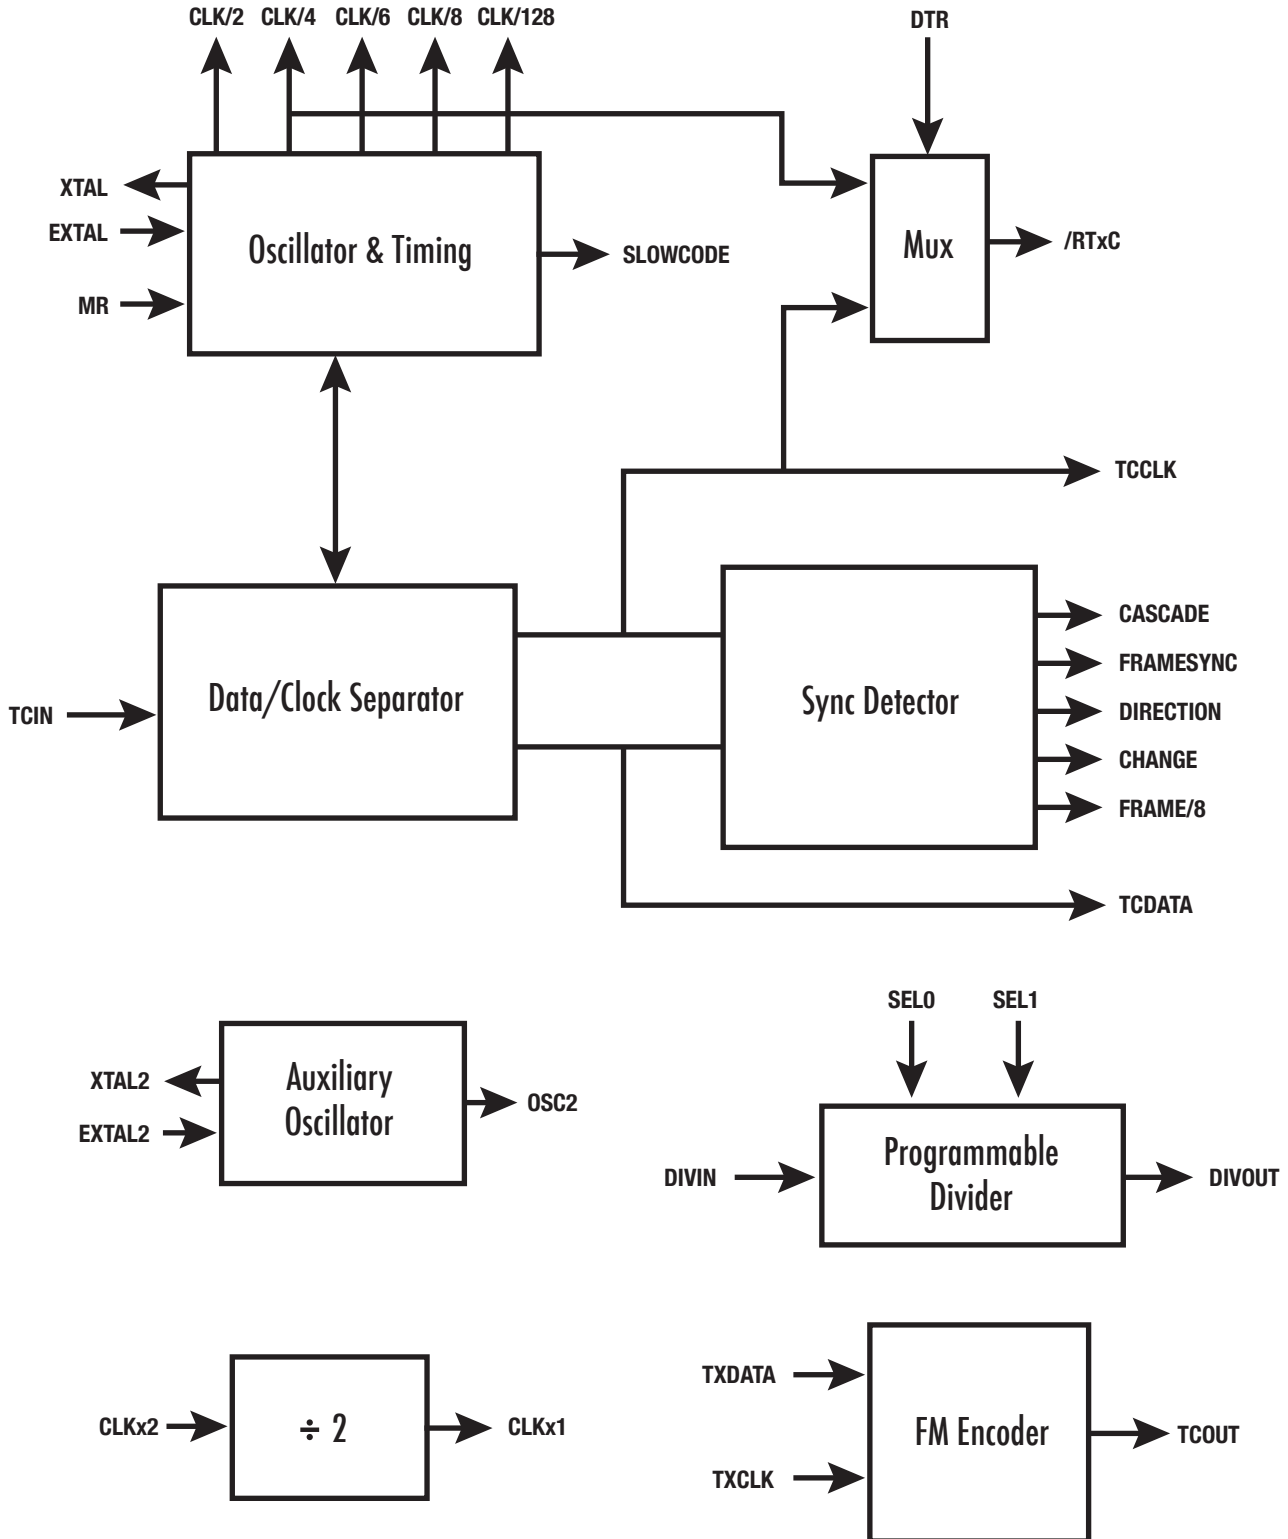 CLK/2 CLK/4 CLK/6 CLK/8 CLK/128
DTR
XTAL
EXTAL
MR
Oscillator & Timing
SLOWCODE
Mux
/RTxC
TCCLK
TCIN
Data/Clock Separator
Sync Detector
CASCADE
FRAMESYNC
DIRECTION
CHANGE
FRAME/8
TCDATA
XTAL2
EXTAL2
Auxiliary
Oscillator
OSC2
SEL0 SEL1
DIVIN
Programmable
Divider
DIVOUT
CLKx2
÷ 2
CLKx1
TXDATA
TXCLK
FM Encoder
TCOUT